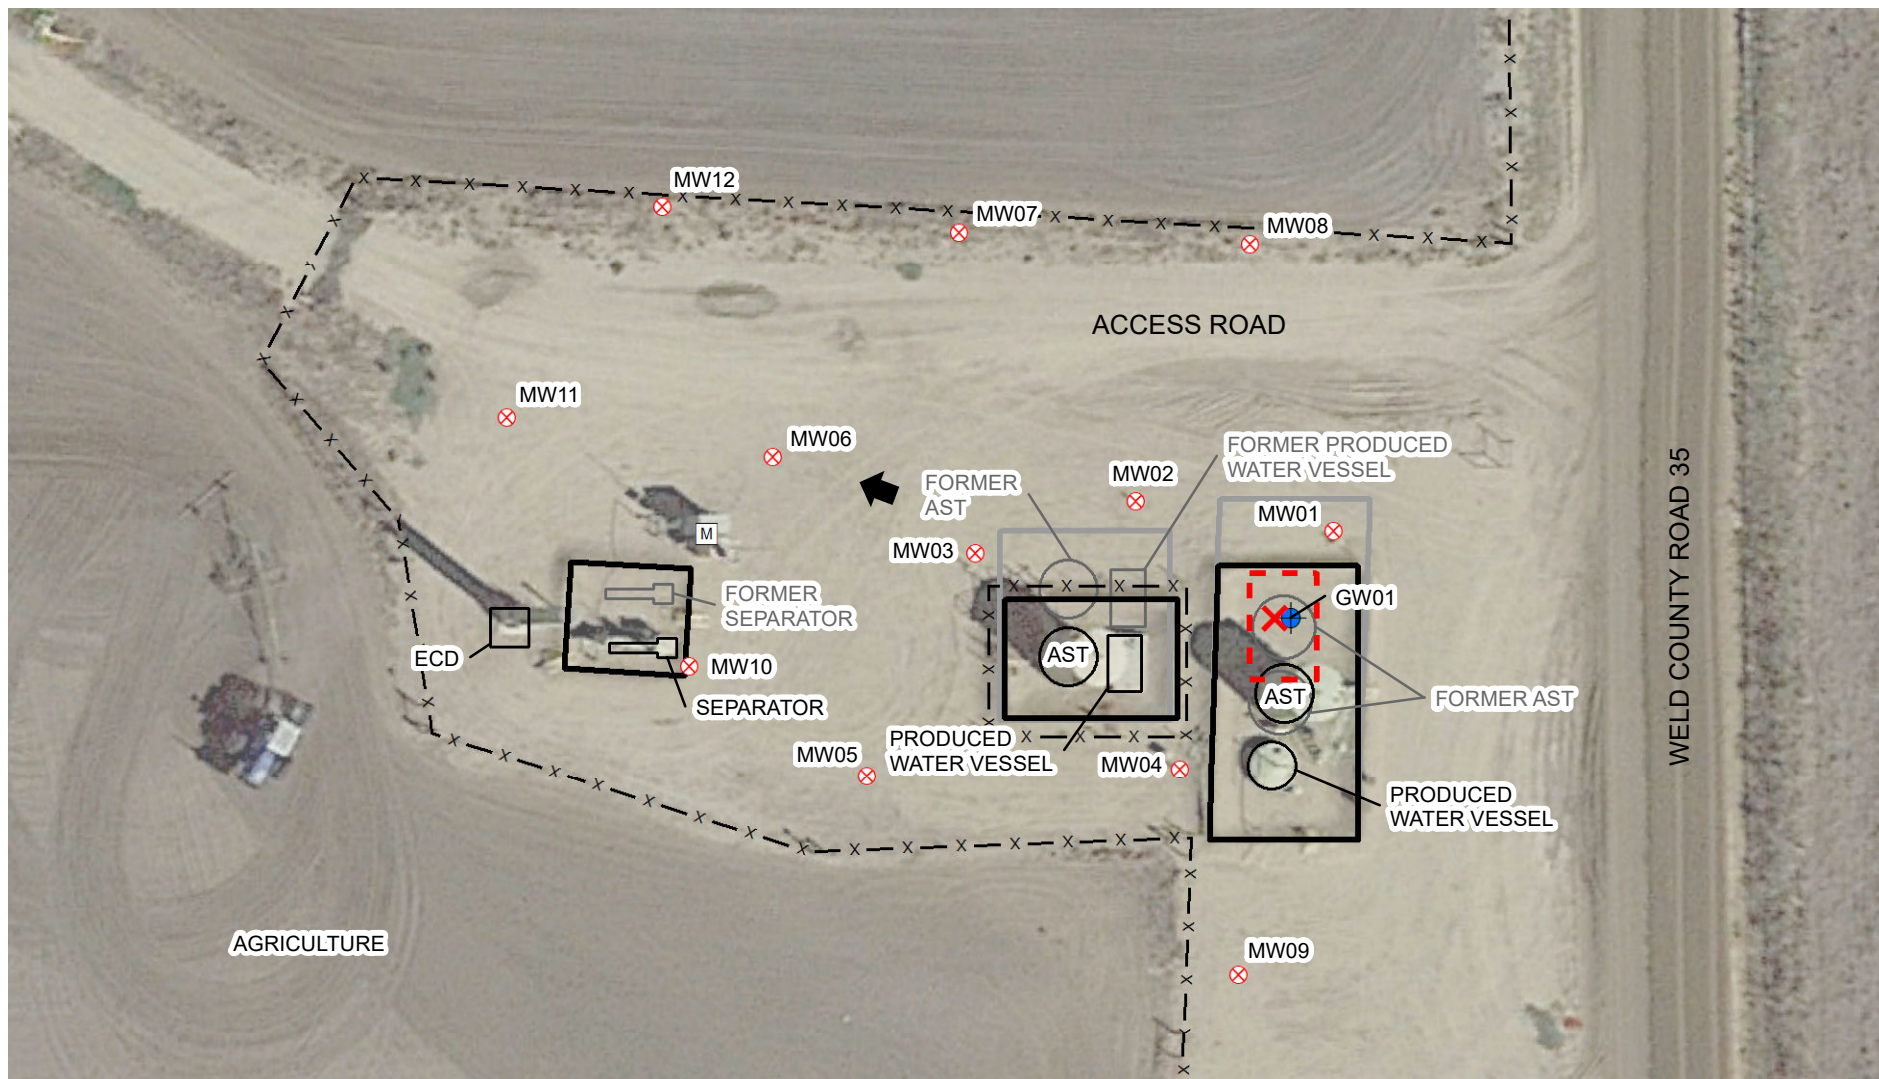 MW12
MW07
MW08
ACCESS ROAD
MW11
MW06
FORMER PRODUCED
WATER VESSEL
MW02
FORMER
AST
MW01
M
MW03
FORMER
SEPARATOR
GW01
ECD
MW10
AST
SEPARATOR
AST
FORMER AST
PRODUCED
WATER VESSEL
MW05
MW04
PRODUCED
WATER VESSEL
WELD COUNTY ROAD 35
AGRICULTURE
MW09